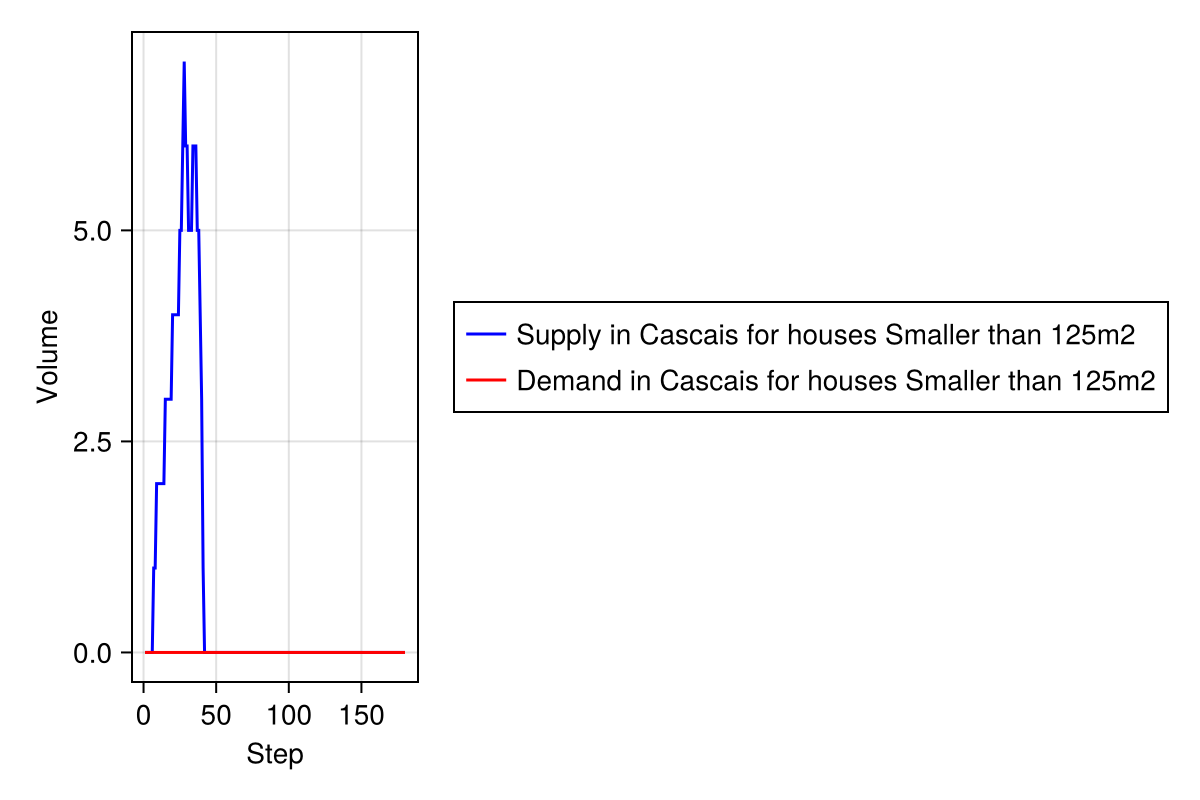 Volume
5.0
2.5
0.0
0 50 100 150
Step
Supply in Cascais for houses Smaller than 125m2
Demand in Cascais for houses Smaller than 125m2